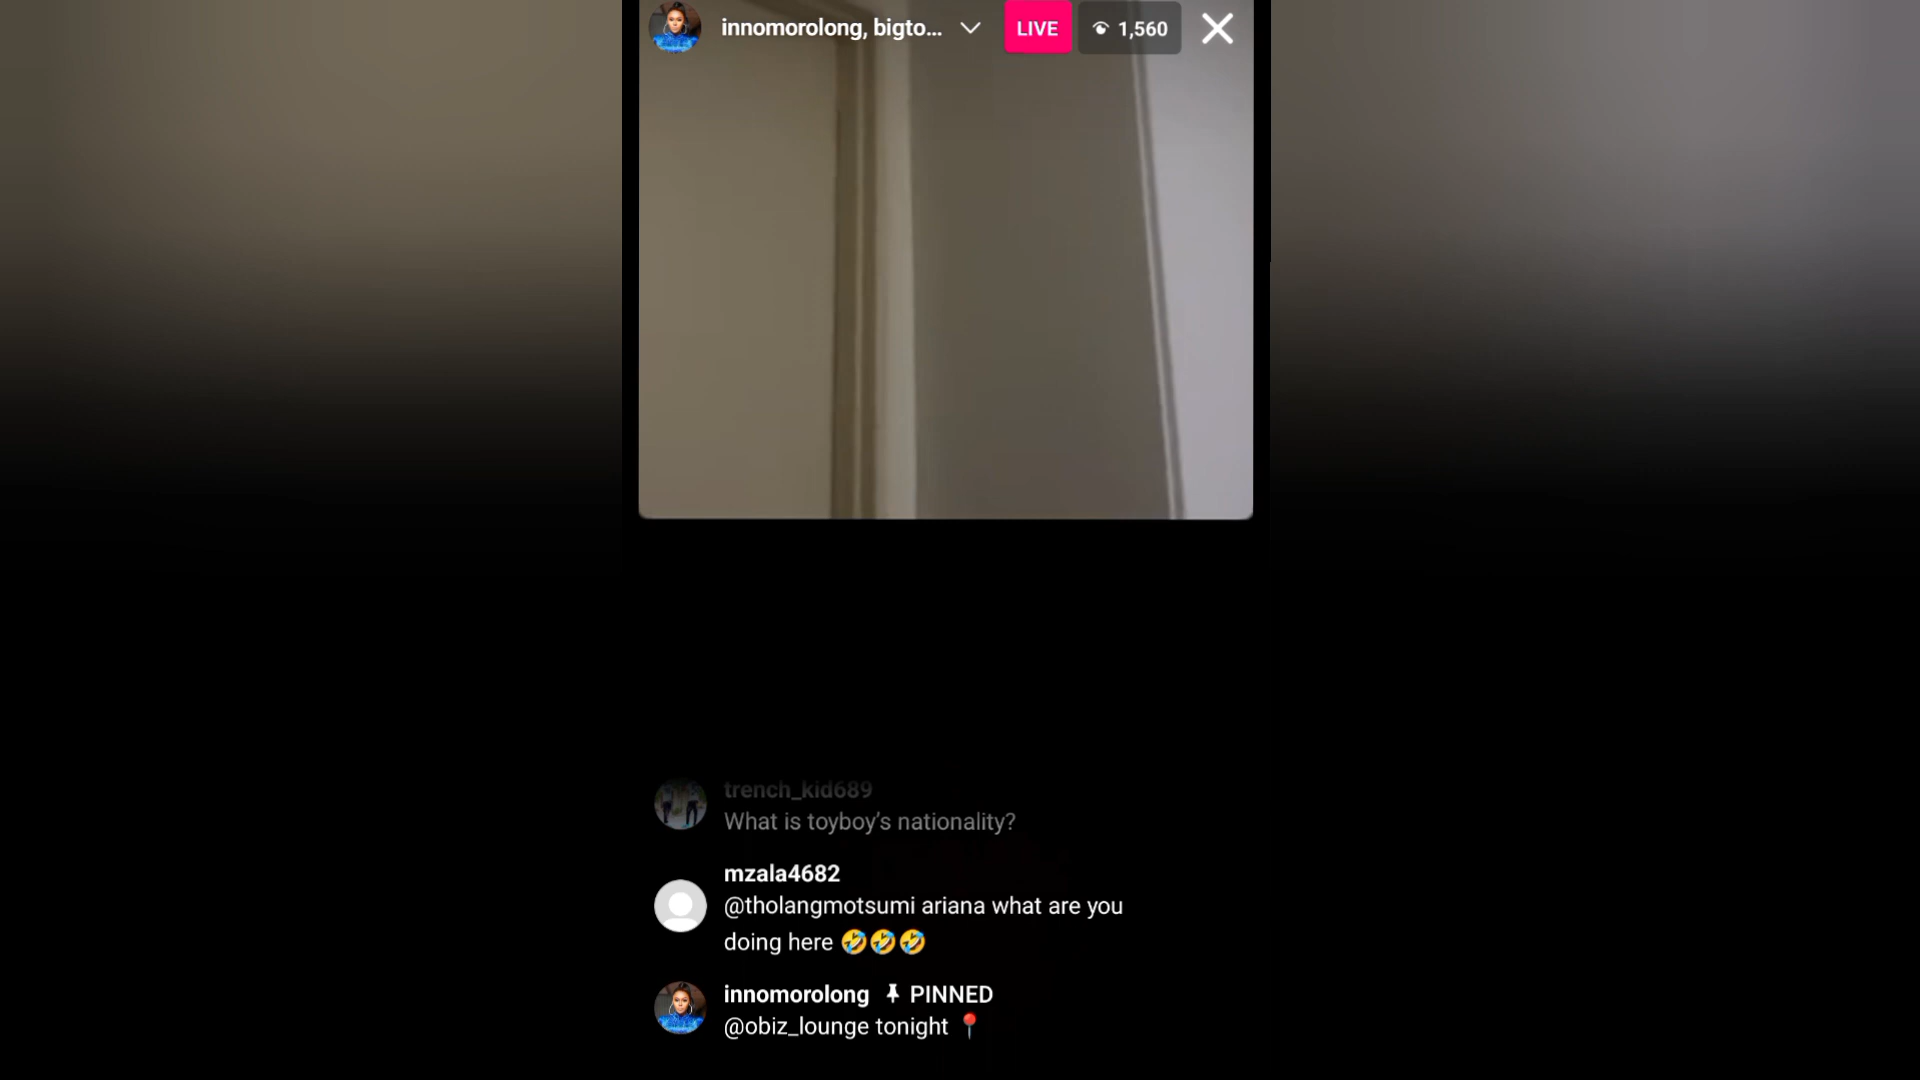 innomorolong, bigto...
LIVE
1,560
trench_kid689
What is toyboy’s nationality?
mzala4682
@tholangmotsumi ariana what are you
doing here 🤣🤣🤣
innomorolong PINNED
@obiz_lounge tonight 📍